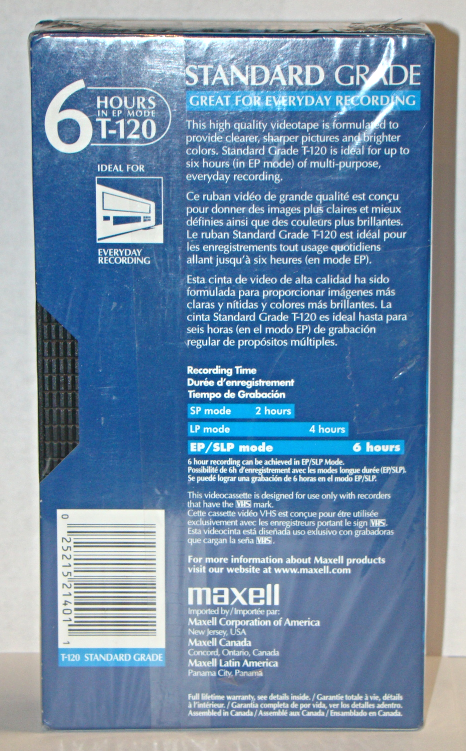 6 HOURS
IN EP MODE
T-120
IDEAL FOR
EVERYDAY
RECORDING
STANDARD GRADE
GREAT FOR EVERYDAY RECORDING
This high quality videotape is formulated to
provide clearer, sharper pictures and brighter
colors. Standard Grade T-120 is ideal for up to
six hours (in EP mode) of multi-purpose,
everyday recording.
Ce ruban vidéo de grande qualité est conçu
pour donner des images plus claires et mieux
définies ainsi que des couleurs plus brillantes.
Le ruban Standard Grade T-120 est idéal pour
les enregistrements tout usage quotidiens
allant jusqu'à six heures (en mode EP).
Esta cinta de video de alta calidad ha sido
formulada para proporcionar imágenes más
claras y nítidas y colores más brillantes. La
cinta Standard Grade T-120 es ideal hasta para
seis horas (en el modo EP) de grabación
regular de propósitos múltiples.
Recording Time
Durée d'enregistrement
Tiempo de Grabación
SP mode 2 hours
LP mode 4 hours
EP/SLP mode 6 hours
6 hour recording can be achieved in EP/SLP Mode.
Possibilité de 6h d'enregistrement avec les modes longue durée (EP/SLP).
Se puede lograr una grabación de 6 horas en el modo EP/SLP.
This videocassette is designed for use only with recorders
that have the VHS mark.
Cette cassette vidéo VHS est conçue pour être utilisée
exclusivement avec les enregistreurs portant le sign VHS.
Esta videocinta está diseñada uso exlusivo con grabadoras
que cargan la seña VHS.
For more information about Maxell products
visit our website at www.maxell.com
maxell
Imported by/Importée par:
Maxell Corporation of America
New Jersey, USA
Maxell Canada
Concord, Ontario, Canada
Maxell Latin America
Panama City, Panamá
Full lifetime warranty, see details inside. / Garantie totale à vie, détails
à l'intérieur. / Garantía completa de por vida, ver los detalles adentro.
Assembled in Canada / Assemblé aux Canada / Ensamblado en Canada.
0 25215 21401 1
T-120 STANDARD GRADE